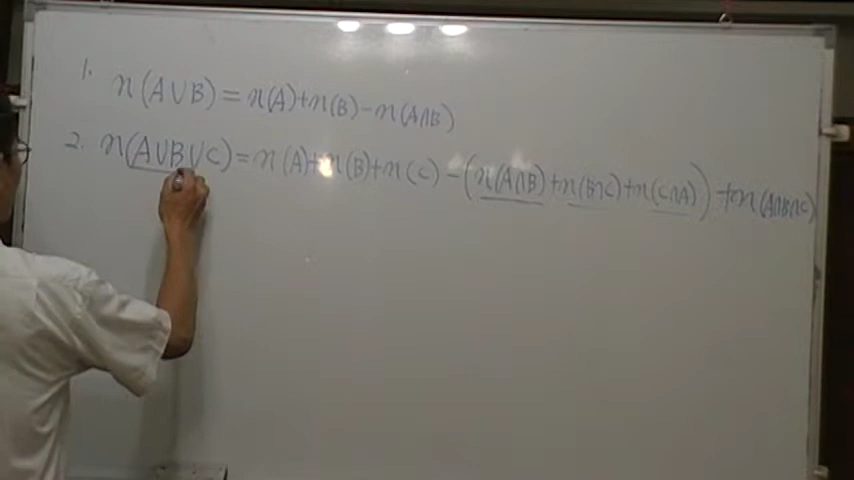 1. n(A∪B) = n(A)+n(B)-n(A∩B)
2. n(A∪B∪C) = n(A)+n(B)+n(C)-(n(A∩B)+n(B∩C)+n(C∩A))+n(A∩B∩C)